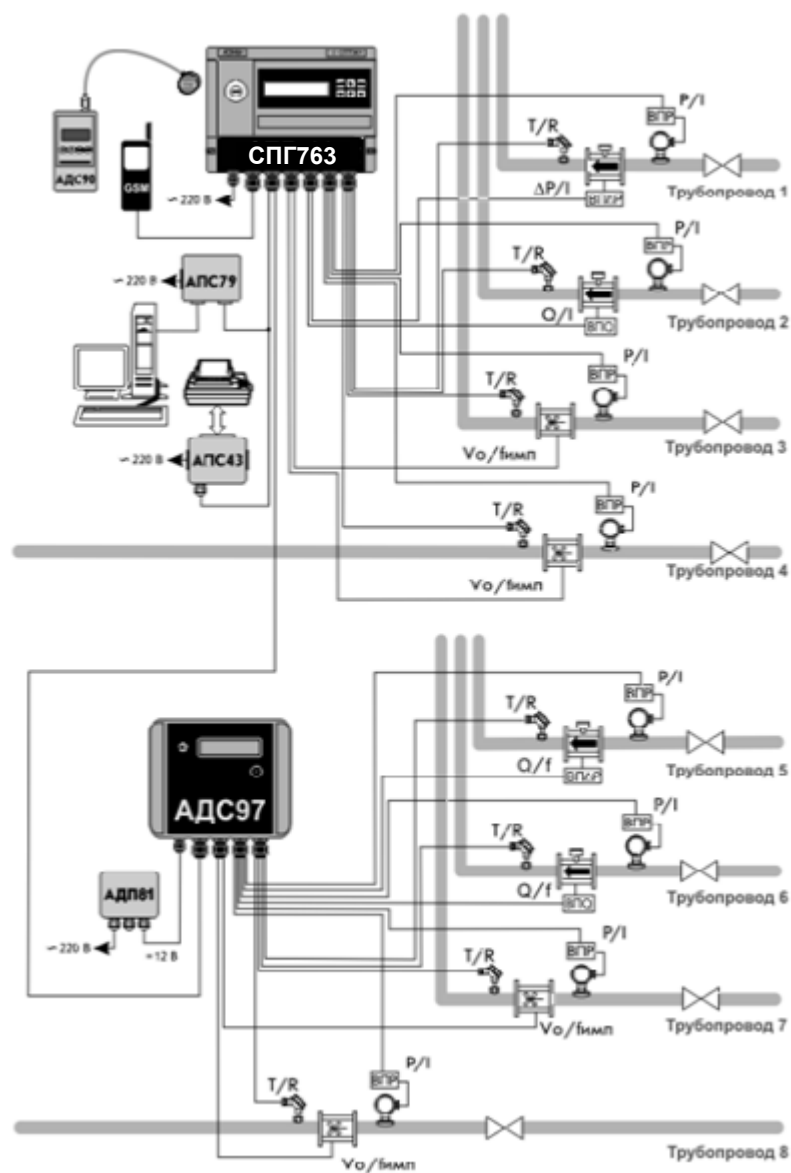 СПГ763
АДС90
GSM
~ 220 В
T/R
P/I
ВПР
ΔP/I
Трубопровод 1
АПС79
~ 220 В
T/R
P/I
ВПР
Q/I
ВПО
Трубопровод 2
T/R
P/I
ВПР
Vo/fимп
Трубопровод 3
АПС43
~ 220 В
T/R
P/I
ВПР
Vo/fимп
Трубопровод 4
АДС97
T/R
P/I
ВПР
Q/f
Трубопровод 5
АДП81
~ 220 В
=12 В
T/R
P/I
ВПР
Q/f
ВПО
Трубопровод 6
T/R
P/I
ВПР
Vo/fимп
Трубопровод 7
T/R
P/I
ВПР
Vo/fимп
Трубопровод 8